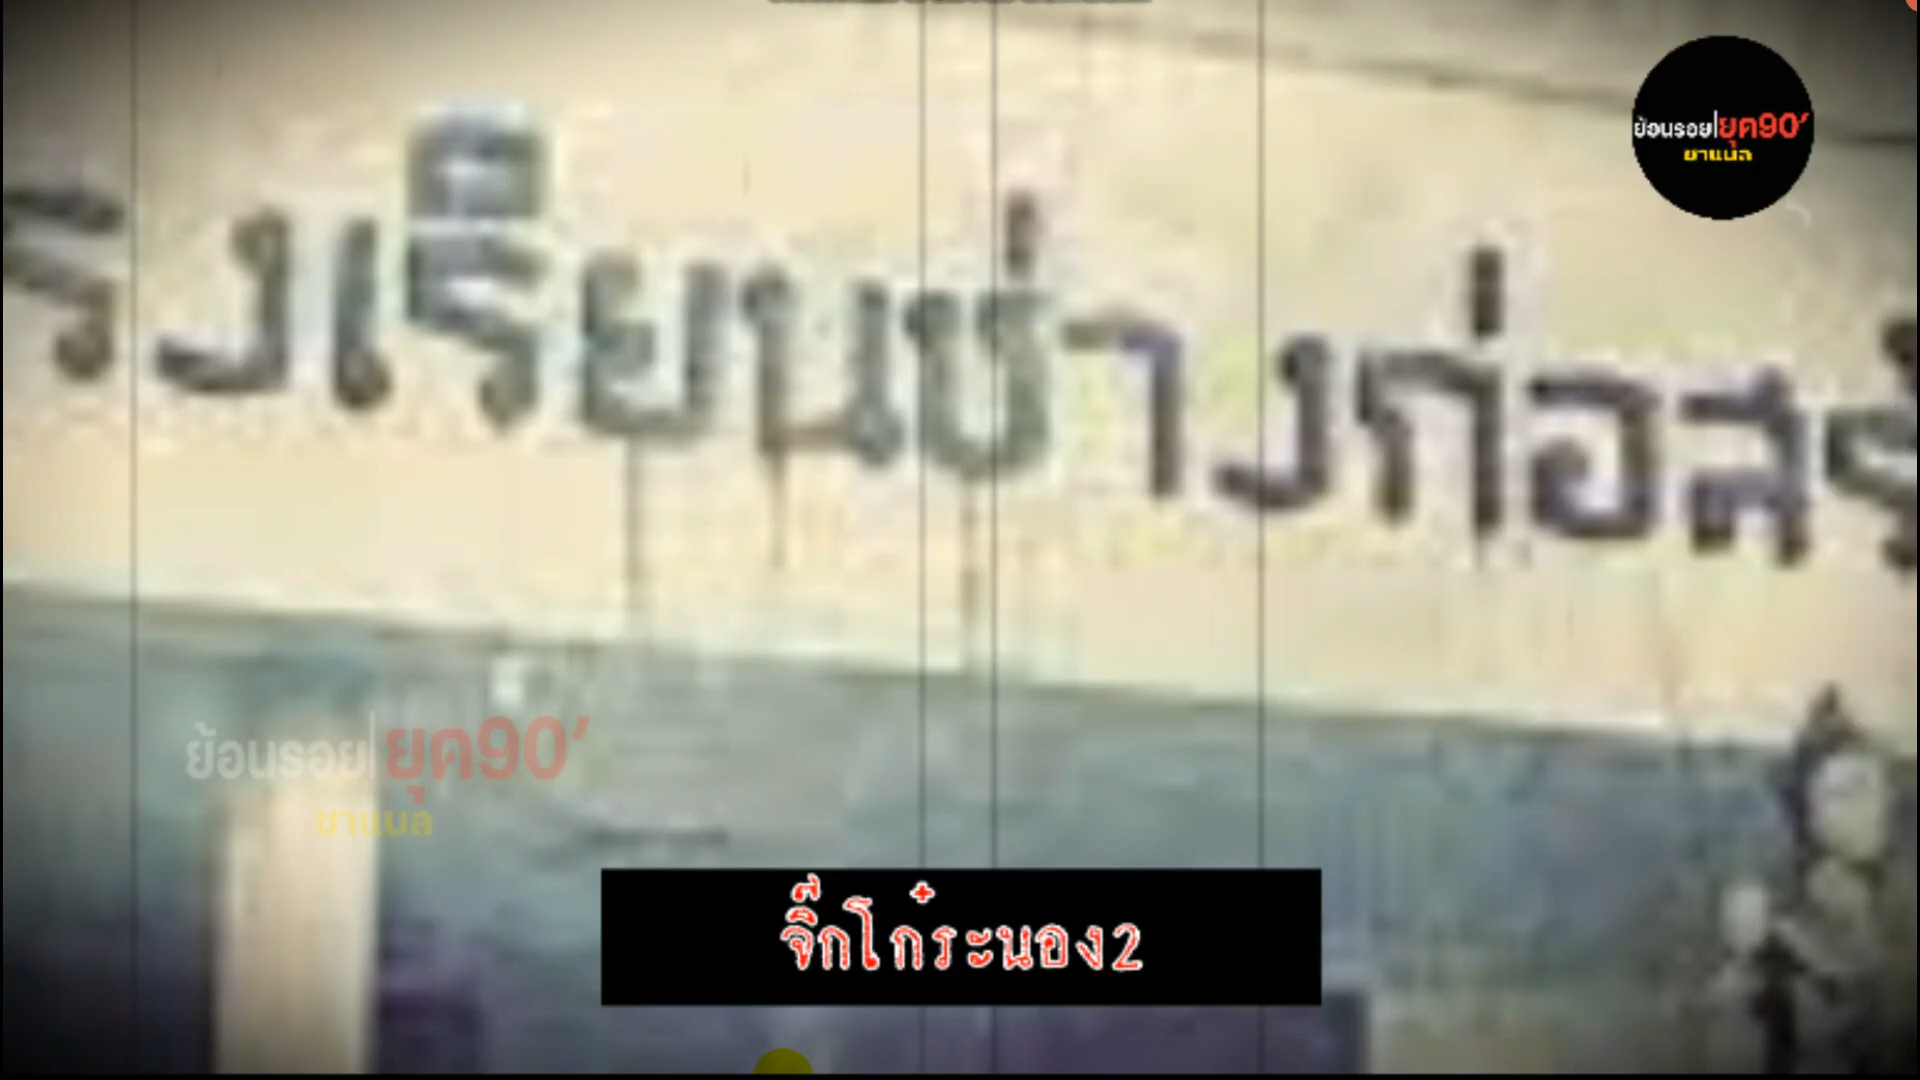 รงเรียนช่างก่อสร้
ย้อนรอย|ยุค90'
ชาแนล
ย้อนรอย|ยุค90'
ชาแนล
จิ๊กโก๋ระนอง2